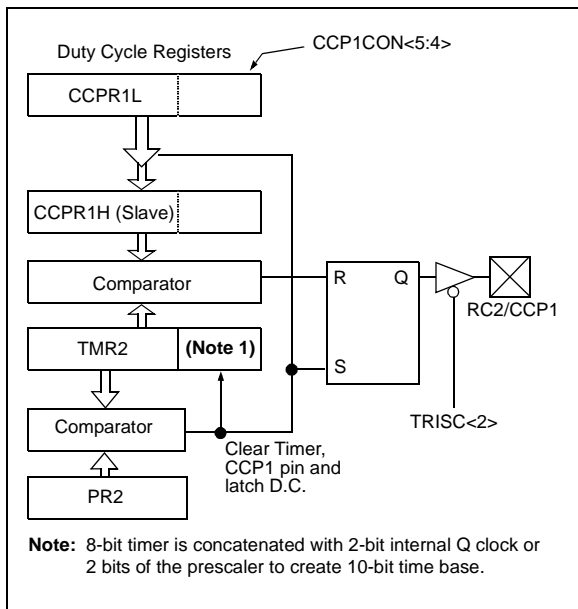 Duty Cycle Registers
CCP1CON<5:4>
CCPR1L
CCPR1H (Slave)
Comparator
R
Q
RC2/CCP1
TMR2
(Note 1)
S
TRISC<2>
Comparator
Clear Timer,
CCP1 pin and
latch D.C.
PR2
Note: 8-bit timer is concatenated with 2-bit internal Q clock or
2 bits of the prescaler to create 10-bit time base.